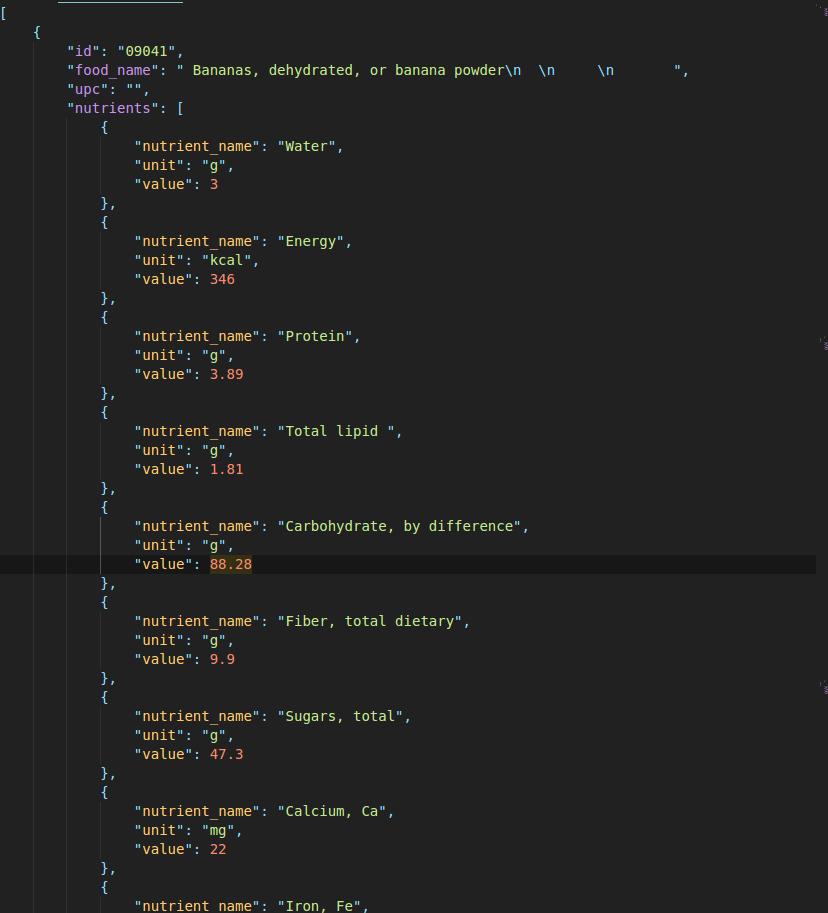 [
    {
        "id": "09041",
        "food_name": " Bananas, dehydrated, or banana powder\n  \n     \n       ",
        "upc": "",
        "nutrients": [
            {
                "nutrient_name": "Water",
                "unit": "g",
                "value": 3
            },
            {
                "nutrient_name": "Energy",
                "unit": "kcal",
                "value": 346
            },
            {
                "nutrient_name": "Protein",
                "unit": "g",
                "value": 3.89
            },
            {
                "nutrient_name": "Total lipid ",
                "unit": "g",
                "value": 1.81
            },
            {
                "nutrient_name": "Carbohydrate, by difference",
                "unit": "g",
                "value": 88.28
            },
            {
                "nutrient_name": "Fiber, total dietary",
                "unit": "g",
                "value": 9.9
            },
            {
                "nutrient_name": "Sugars, total",
                "unit": "g",
                "value": 47.3
            },
            {
                "nutrient_name": "Calcium, Ca",
                "unit": "mg",
                "value": 22
            },
            {
                "nutrient_name": "Iron, Fe",